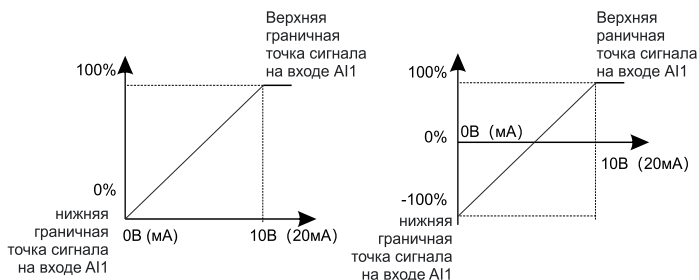 Верхняя
граничная
точка сигнала
на входе AI1
100%
0%
нижняя
граничная
точка сигнала
на входе AI1
0В (мА)
10В (20мА)
Верхняя
раничная
точка сигнала
на входе AI1
100%
0%
0В (мА)
10В (20мА)
-100%
нижняя
граничная
точка сигнала
на входе AI1